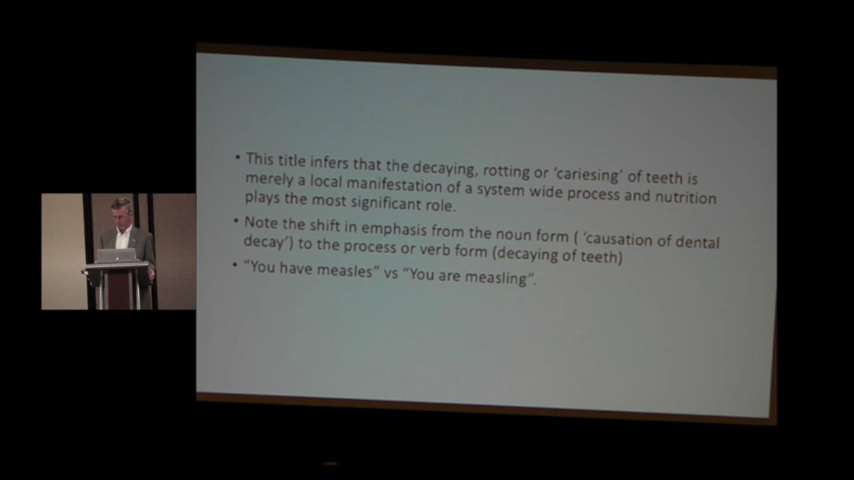 • This title infers that the decaying, rotting or ‘cariesing’ of teeth is
merely a local manifestation of a system wide process and nutrition
plays the most significant role.
• Note the shift in emphasis from the noun form ( ‘causation of dental
decay’) to the process or verb form (decaying of teeth)
• “You have measles” vs “You are measling”.